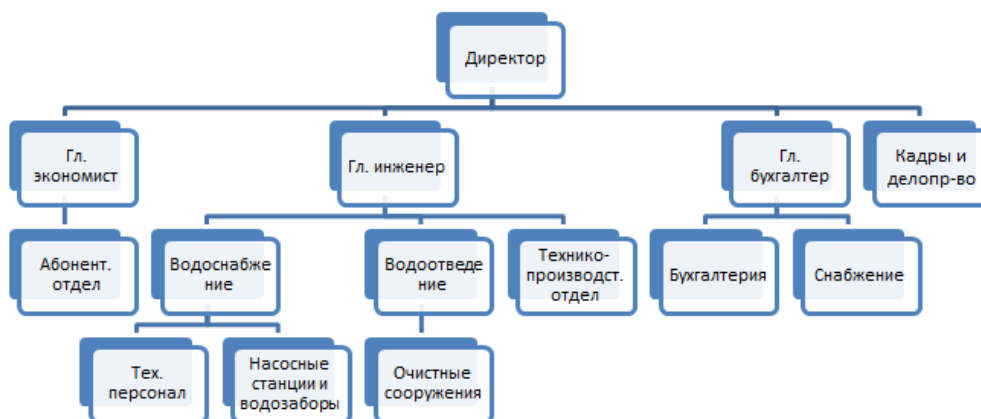 Директор
Гл.
экономист
Гл. инженер
Гл.
бухгалтер
Кадры и
делопр-во
Абонент.
отдел
Водоснабже
ние
Водоотведе
ние
Технико-
производст.
отдел
Бухгалтерия
Снабжение
Тех.
персонал
Насосные
станции и
водозаборы
Очистные
сооружения